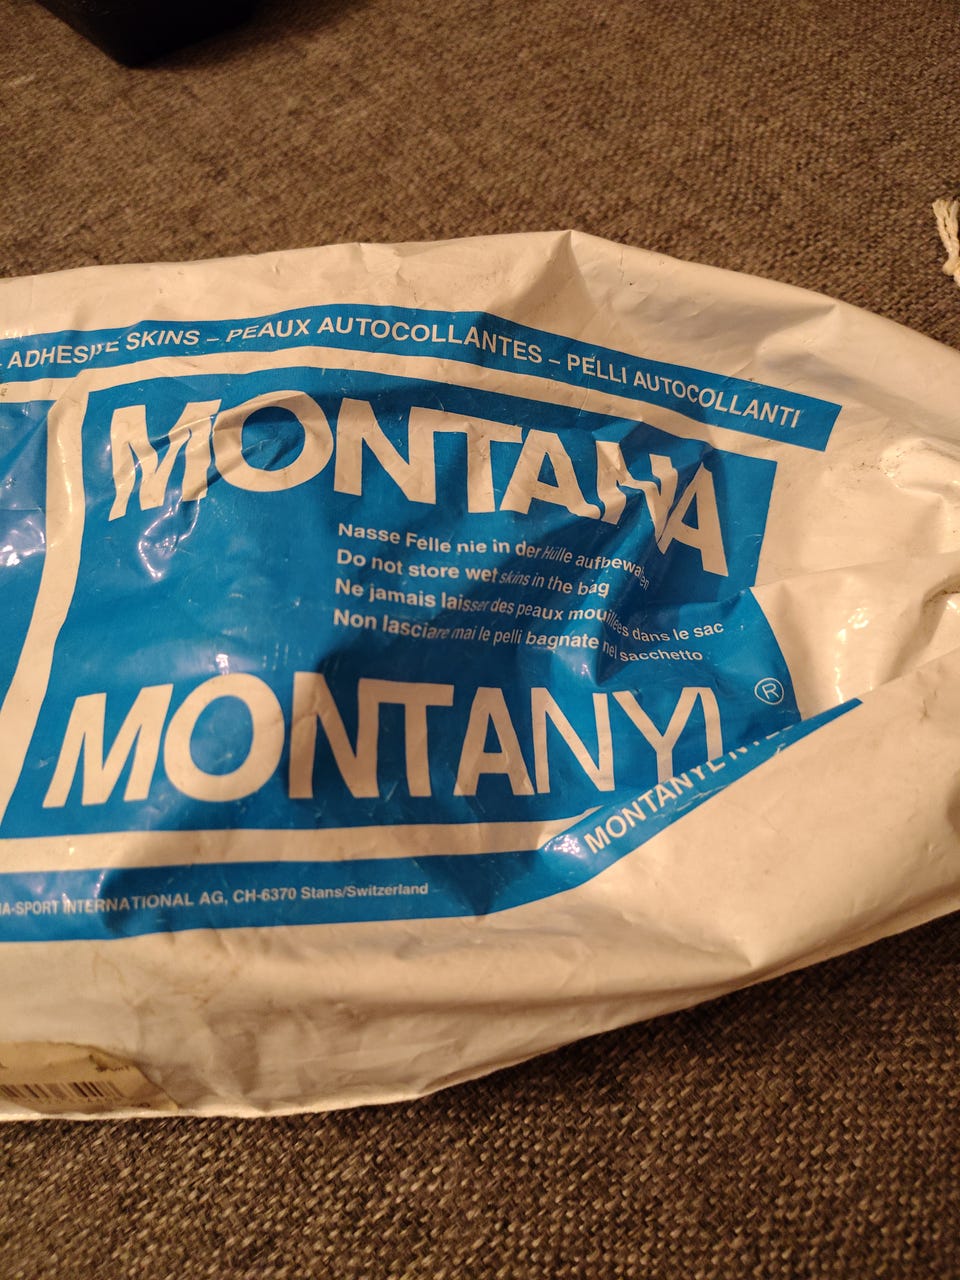 ADHESIVE SKINS – PEAUX AUTOCOLLANTES – PELLI AUTOCOLLANTI
MONTANA
Nasse Felle nie in der Hülle aufbewahren
Do not store wet skins in the bag
Ne jamais laisser des peaux mouillées dans le sac
Non lasciare mai le pelli bagnate nel sacchetto
MONTANYL ®
MONTANYL
A-SPORT INTERNATIONAL AG, CH-6370 Stans/Switzerland